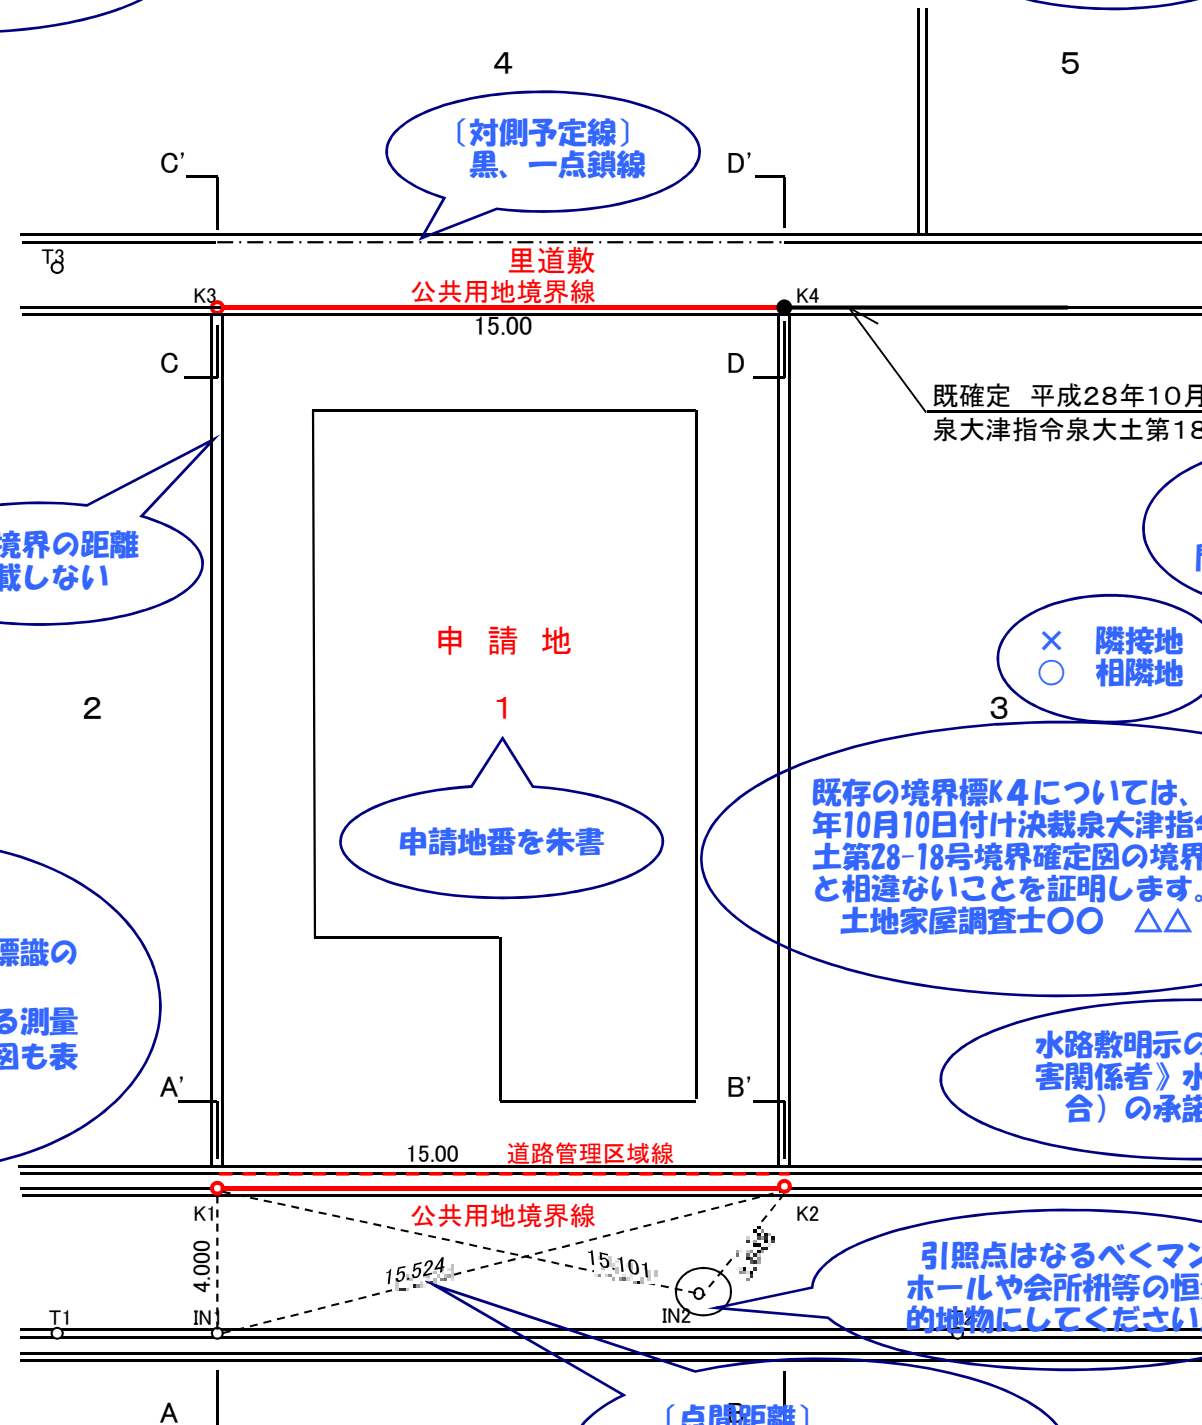 4
5
〔対側予定線〕
黒、一点鎖線
C’
D’
T3
里道敷
公共用地境界線
K3
K4
15.00
C
D
既確定　平成28年10月
泉大津指令泉大土第18
境界の距離
載しない
申　請　地
1
2
3
×　隣接地
○　相隣地
申請地番を朱書
既存の境界標K4については、
年10月10日付け決裁泉大津指令
土第28-18号境界確定図の境界
と相違ないことを証明します。
土地家屋調査士〇〇　△△
標識の
る測量
図も表
水路敷明示の
害関係者》水
合）の承諾
A’
B’
15.00
道路管理区域線
K1
公共用地境界線
K2
4.000
15.524
15.101
IN1
IN2
T1
引照点はなるべくマン
ホールや会所枡等の恒
的地物にしてください
A
B
〔点間距離〕